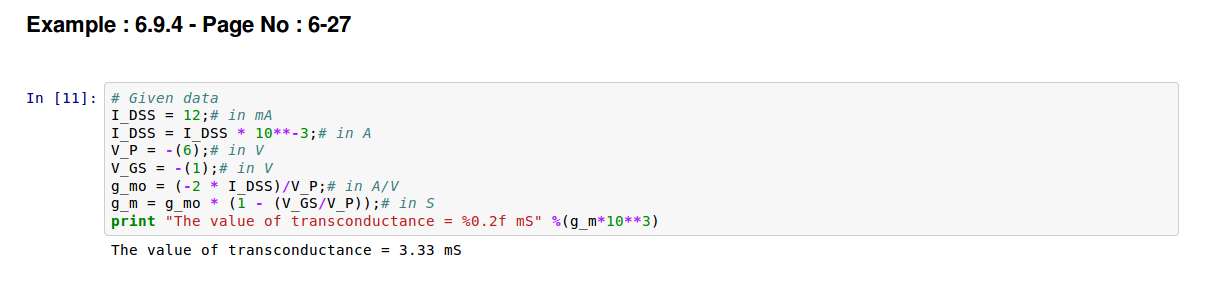 Example : 6.9.4 - Page No : 6-27
In [11]: # Given data
I_DSS = 12;# in mA
I_DSS = I_DSS * 10**-3;# in A
V_P = -(6);# in V
V_GS = -(1);# in V
g_mo = (-2 * I_DSS)/V_P;# in A/V
g_m = g_mo * (1 - (V_GS/V_P));# in S
print "The value of transconductance = %0.2f mS" %(g_m*10**3)
The value of transconductance = 3.33 mS